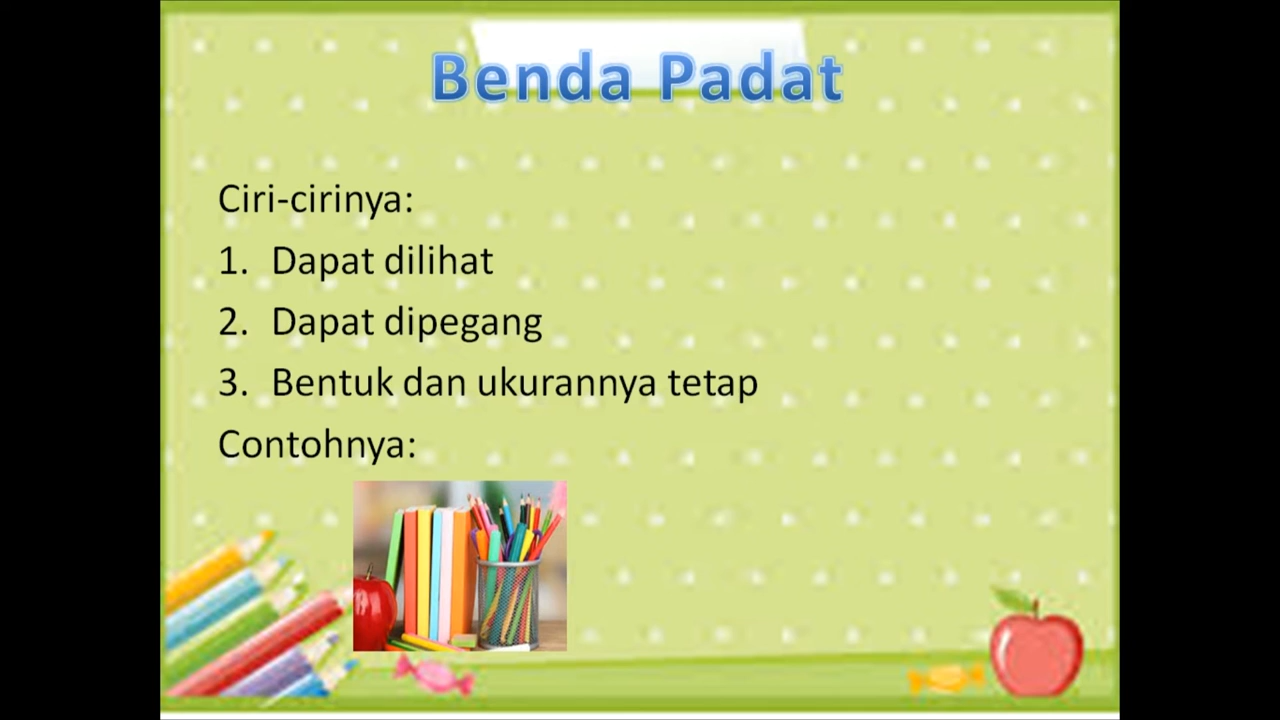 Benda Padat
Ciri-cirinya:
1. Dapat dilihat
2. Dapat dipegang
3. Bentuk dan ukurannya tetap
Contohnya: